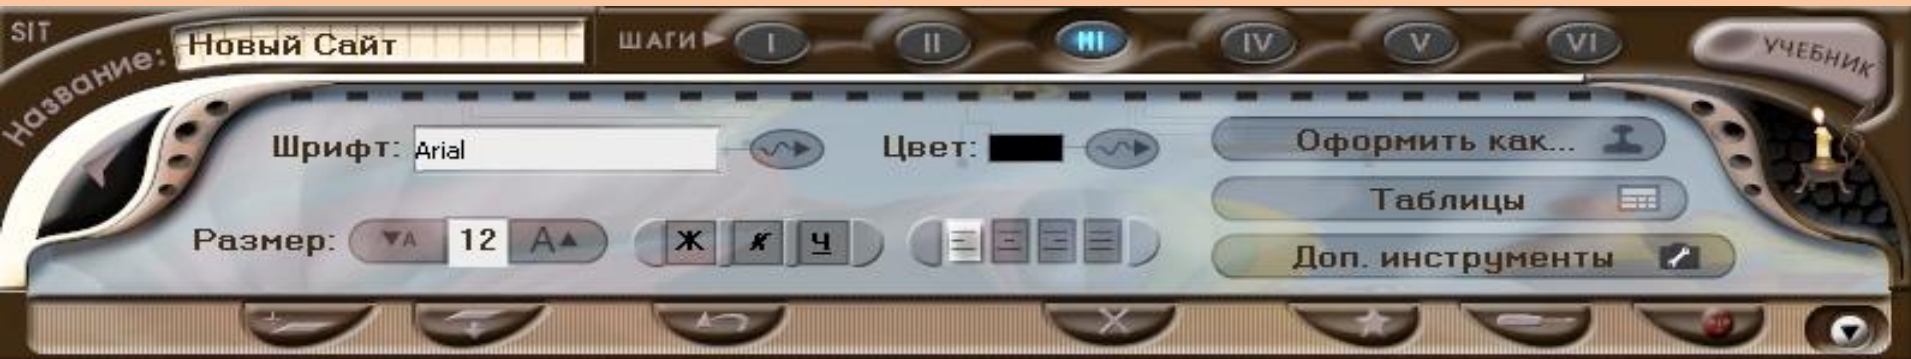 SIT
Название: Новый Сайт
ШАГИ I II III IV V VI
УЧЕБНИК
Шрифт: Arial
Цвет:
Оформить как...
Таблицы
Размер: A 12 A
Ж К Ч
Доп. инструменты